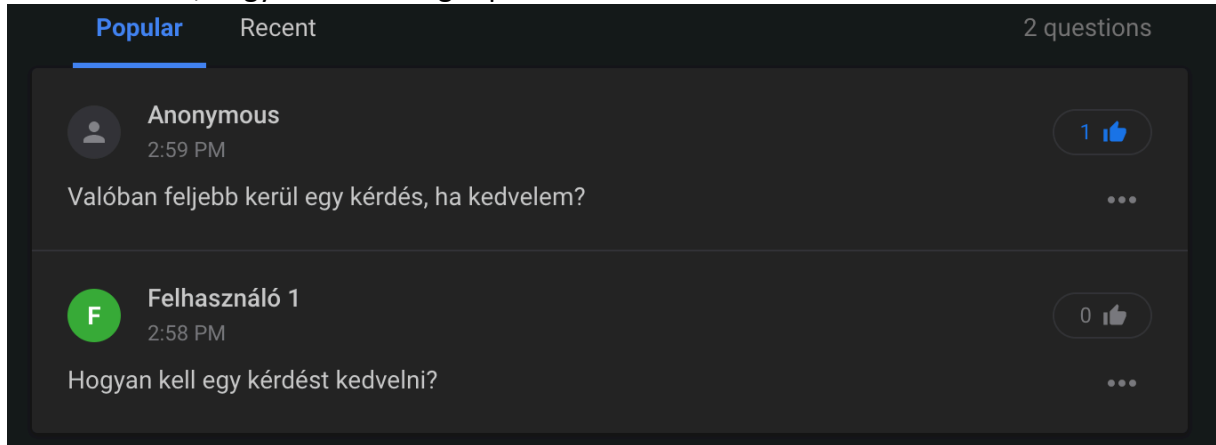 Popular Recent 2 questions
Anonymous
2:59 PM
1
Valóban feljebb kerül egy kérdés, ha kedvelem?
Felhasználó 1
F
2:58 PM
0
Hogyan kell egy kérdést kedvelni?